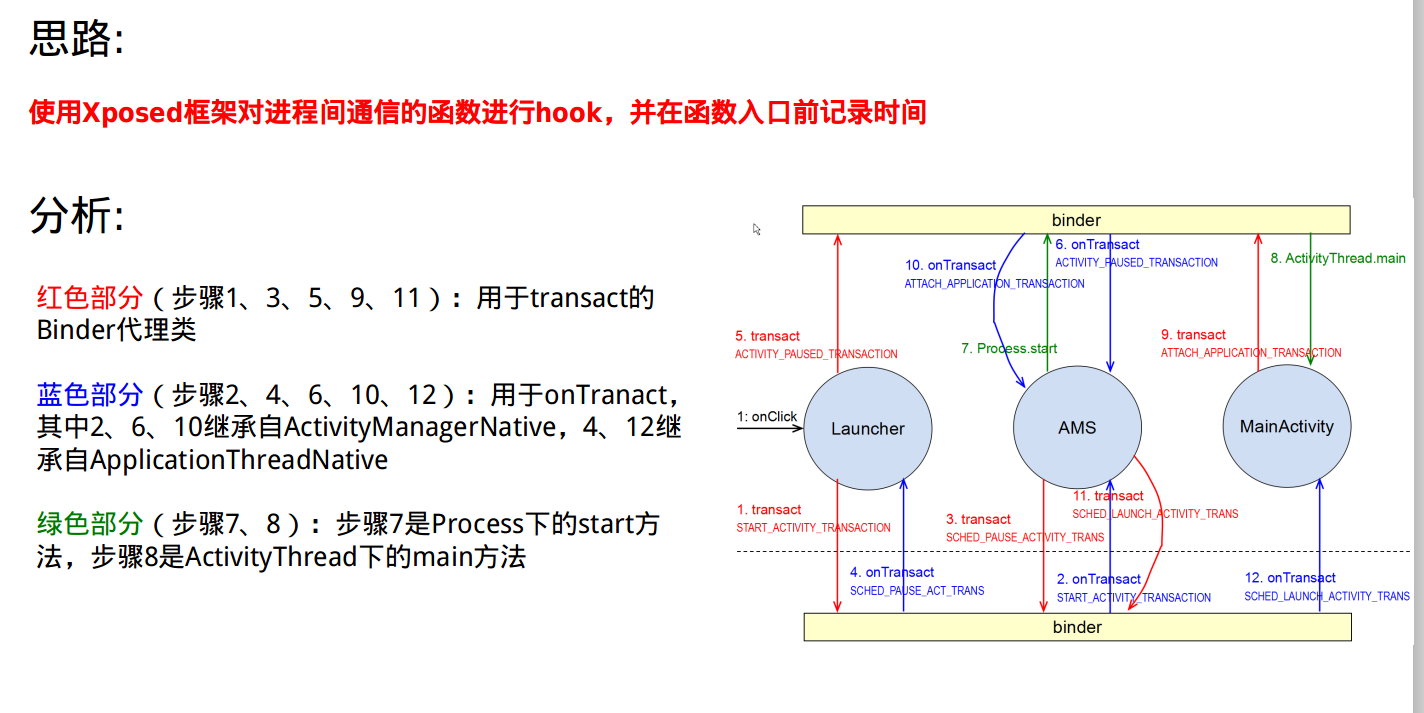 思路:
使用Xposed框架对进程间通信的函数进行hook，并在函数入口前记录时间
分析:
红色部分（步骤1、3、5、9、11）：用于transact的
Binder代理类
蓝色部分（步骤2、4、6、10、12）：用于onTranact，
其中2、6、10继承自ActivityManagerNative，4、12继
承自ApplicationThreadNative
绿色部分（步骤7、8）：步骤7是Process下的start方
法，步骤8是ActivityThread下的main方法
binder
6. onTransact
ACTIVITY_PAUSED_TRANSACTION
10. onTransact
ATTACH_APPLICATION_TRANSACTION
8. ActivityThread.main
5. transact
ACTIVITY_PAUSED_TRANSACTION
7. Process.start
9. transact
ATTACH_APPLICATION_TRANSACTION
1: onClick
Launcher
AMS
MainActivity
1. transact
START_ACTIVITY_TRANSACTION
3. transact
SCHED_PAUSE_ACTIVITY_TRANS
11. transact
SCHED_LAUNCH_ACTIVITY_TRANS
4. onTransact
SCHED_PAUSE_ACT_TRANS
2. onTransact
START_ACTIVITY_TRANSACTION
12. onTransact
SCHED_LAUNCH_ACTIVITY_TRANS
binder